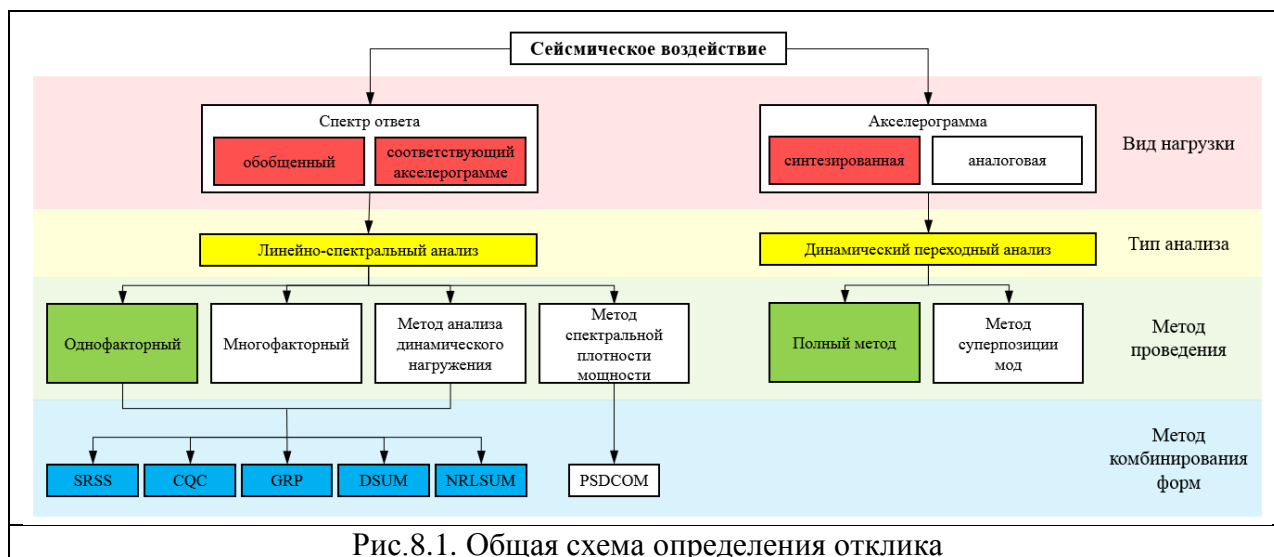 Сейсмическое воздействие
Спектр ответа
обобщенный
соответствующий
акселерограмме
Акселерограмма
синтезированная
аналоговая
Вид нагрузки
Линейно-спектральный анализ
Динамический переходный анализ
Тип анализа
Однофакторный
Многофакторный
Метод анализа
динамического
нагружения
Метод
спектральной
плотности
мощности
Полный метод
Метод
суперпозиции
мод
Метод
проведения
SRSS
CQC
GRP
DSUM
NRLSUM
PSDCOM
Метод
комбинирования
форм
Рис.8.1. Общая схема определения отклика